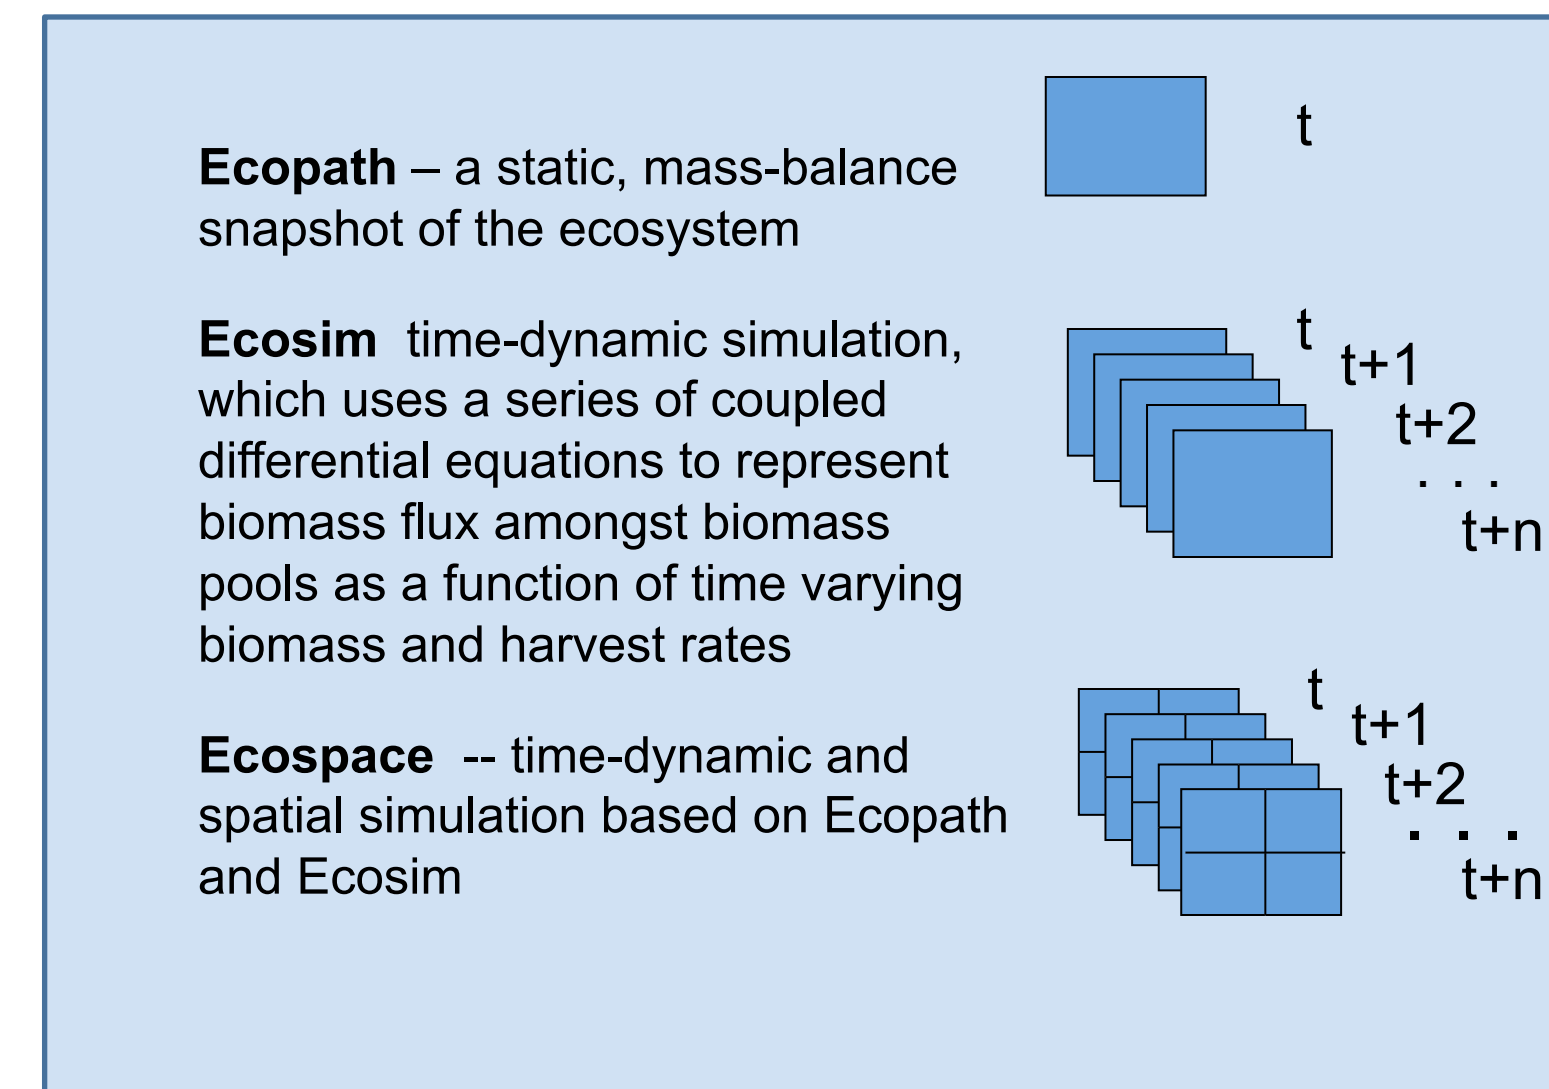 Ecopath – a static, mass-balance
snapshot of the ecosystem
t
Ecosim  time-dynamic simulation,
which uses a series of coupled
differential equations to represent
biomass flux amongst biomass
pools as a function of time varying
biomass and harvest rates
t
t+1
t+2
. . .
t+n
Ecospace  -- time-dynamic and
spatial simulation based on Ecopath
and Ecosim
t
t+1
t+2
. . .
t+n